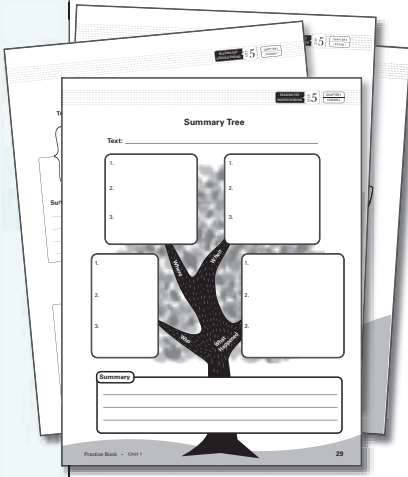 Summary Tree
Text:
1.
2.
3.
1.
2.
3.
Where
When
1.
2.
3.
1.
2.
3.
Who
What
Happened
Summary
Practice Book • Unit 1
29